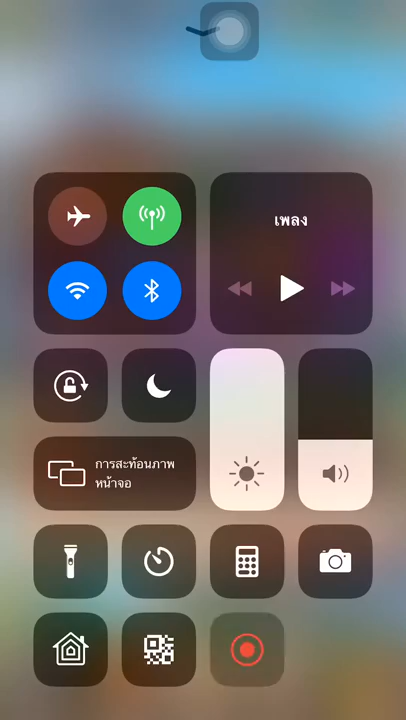 เพลง
การสะท้อนภาพ
หน้าจอ